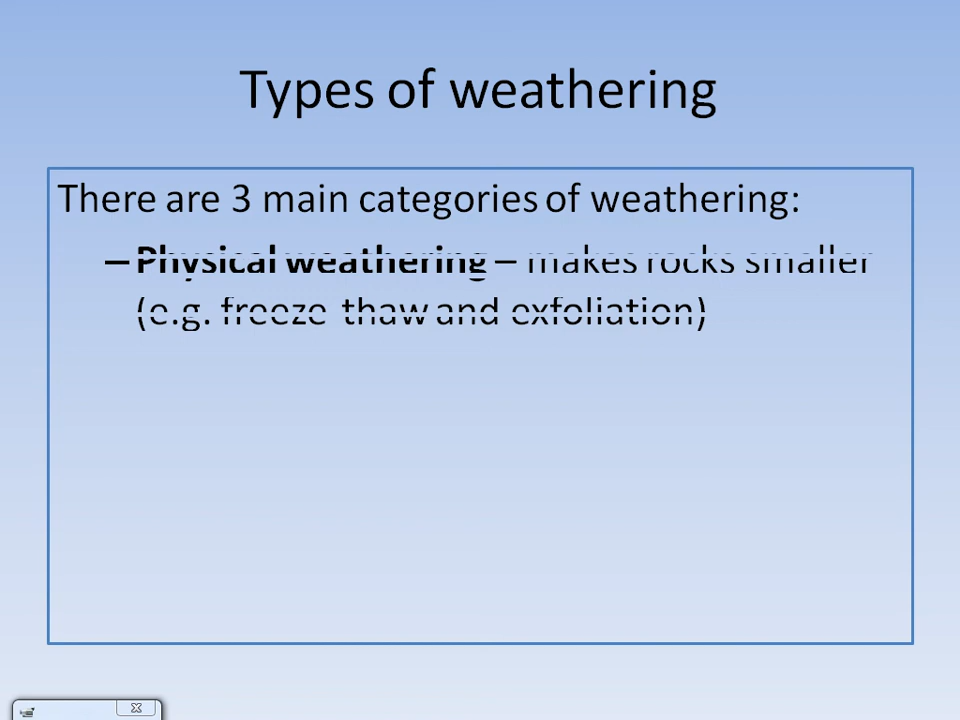 Types of weathering
There are 3 main categories of weathering:
– Physical weathering – makes rocks smaller
(e.g. freeze-thaw and exfoliation)